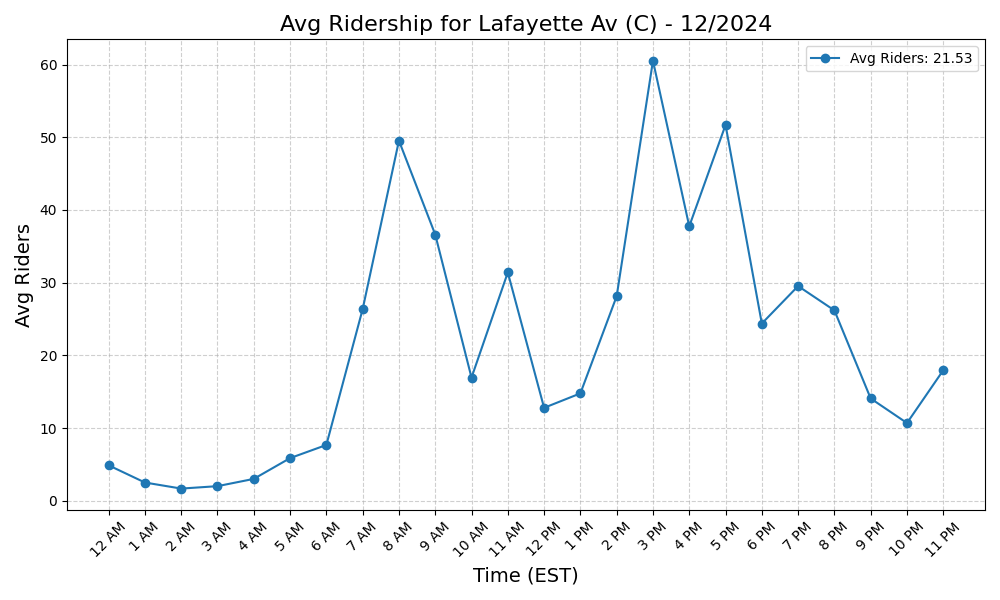 Avg Ridership for Lafayette Av (C) - 12/2024
Avg Riders: 21.53
Avg Riders
60
50
40
30
20
10
0
12 AM
1 AM
2 AM
3 AM
4 AM
5 AM
6 AM
7 AM
8 AM
9 AM
10 AM
11 AM
12 PM
1 PM
2 PM
3 PM
4 PM
5 PM
6 PM
7 PM
8 PM
9 PM
10 PM
11 PM
Time (EST)